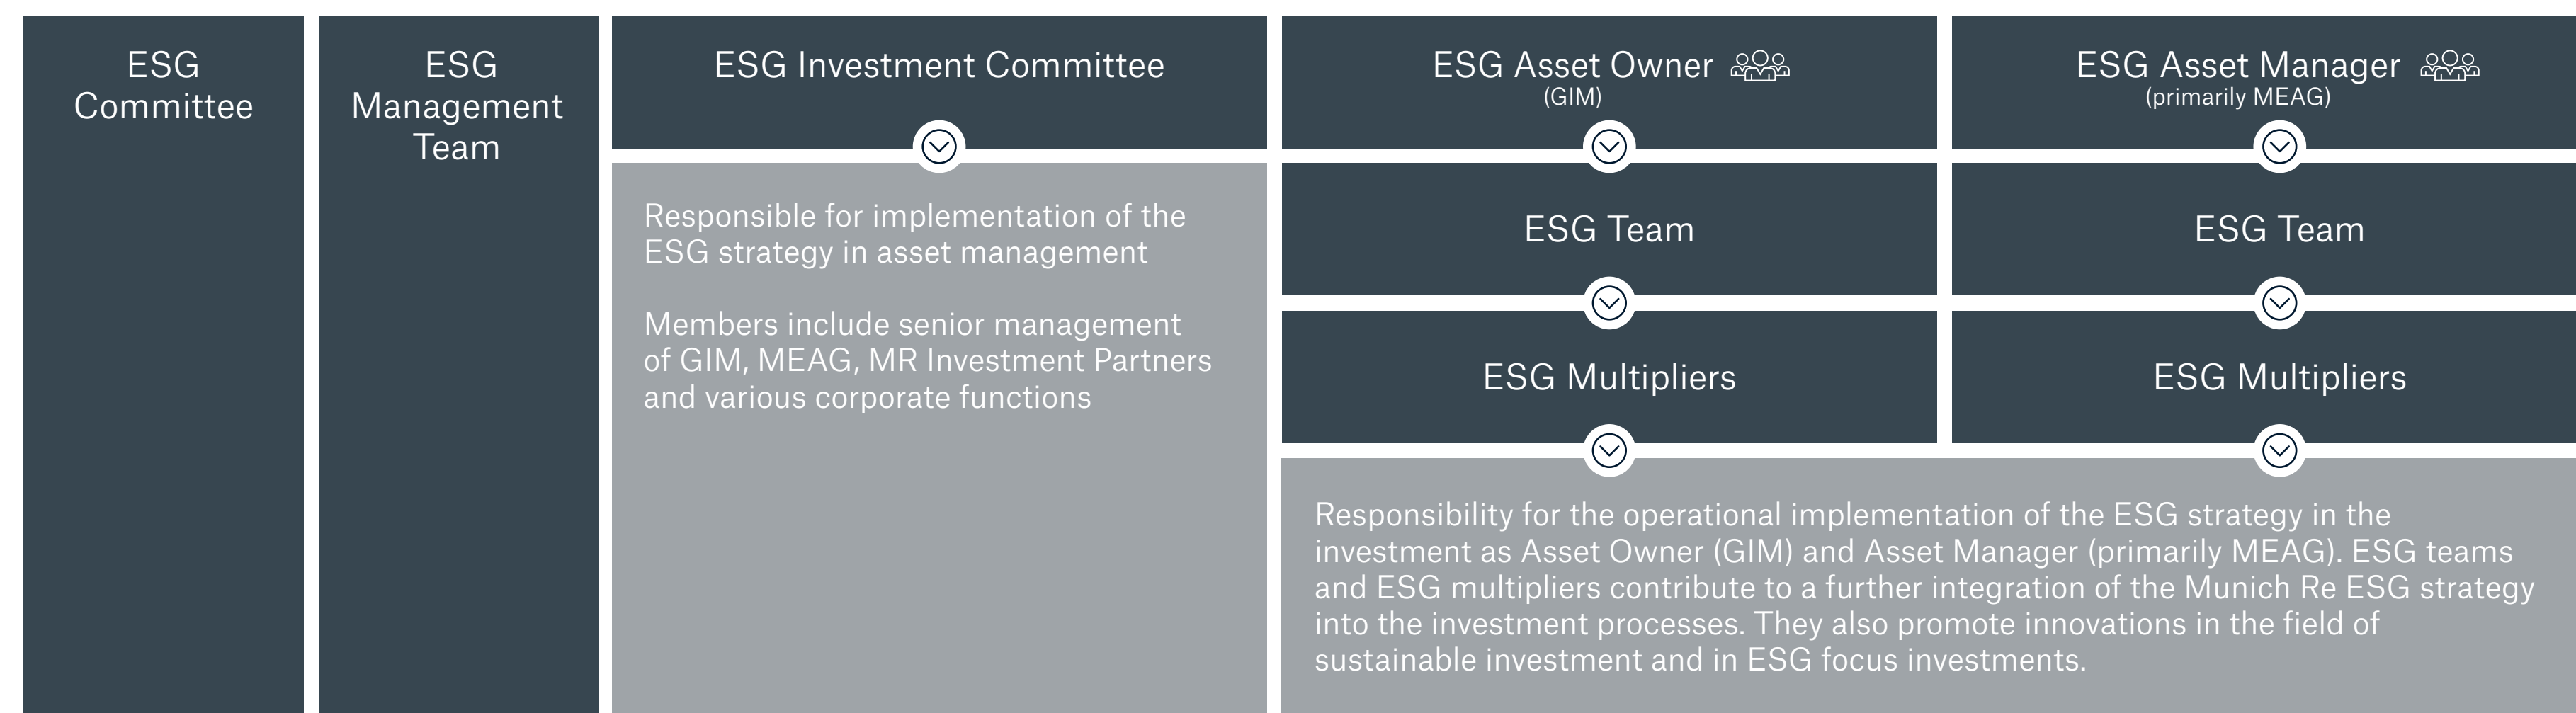 ESG
Committee
ESG
Management
Team
ESG Investment Committee
Responsible for implementation of the
ESG strategy in asset management
Members include senior management
of GIM, MEAG, MR Investment Partners
and various corporate functions
ESG Asset Owner
(GIM)
ESG Team
ESG Multipliers
ESG Asset Manager
(primarily MEAG)
ESG Team
ESG Multipliers
Responsibility for the operational implementation of the ESG strategy in the
investment as Asset Owner (GIM) and Asset Manager (primarily MEAG). ESG teams
and ESG multipliers contribute to a further integration of the Munich Re ESG strategy
into the investment processes. They also promote innovations in the field of
sustainable investment and in ESG focus investments.